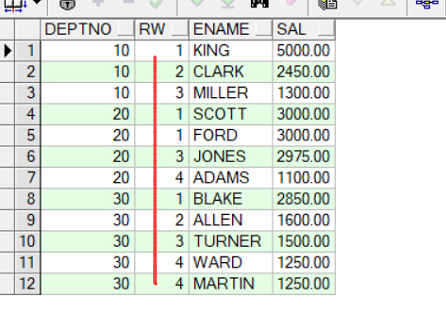 DEPTNO RW ENAME SAL
1 10 1 KING 5000.00
2 10 2 CLARK 2450.00
3 10 3 MILLER 1300.00
4 20 1 SCOTT 3000.00
5 20 1 FORD 3000.00
6 20 3 JONES 2975.00
7 20 4 ADAMS 1100.00
8 30 1 BLAKE 2850.00
9 30 2 ALLEN 1600.00
10 30 3 TURNER 1500.00
11 30 4 WARD 1250.00
12 30 4 MARTIN 1250.00